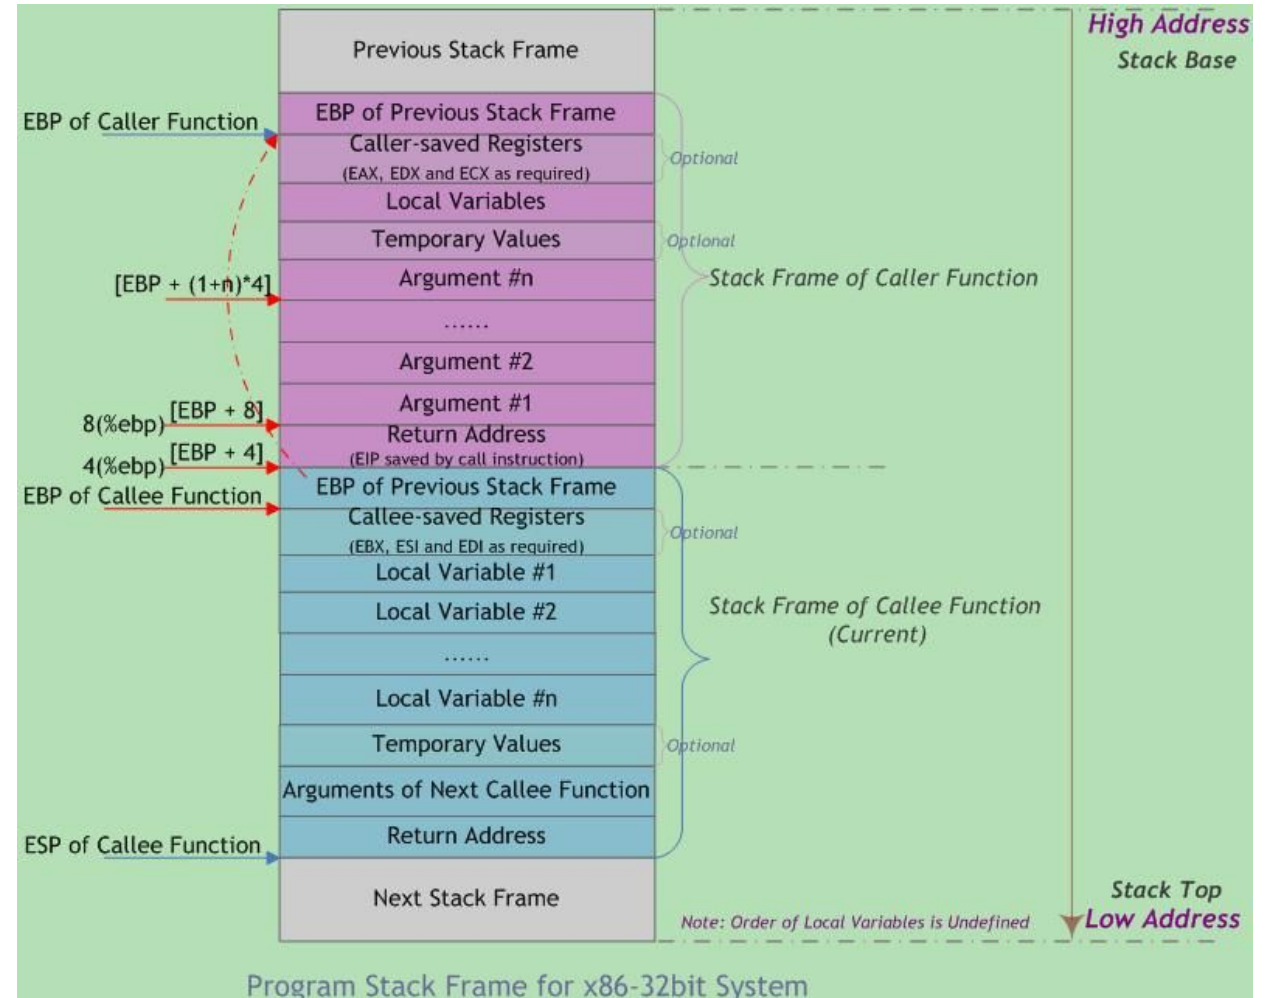 High Address
Previous Stack Frame
Stack Base
EBP of Previous Stack Frame
EBP of Caller Function
Caller-saved Registers
(EAX, EDX and ECX as required)
Optional
Local Variables
Temporary Values
Optional
Argument #n
Stack Frame of Caller Function
[EBP + (1+n)*4]
......
Argument #2
Argument #1
[EBP + 8]
8(%ebp)
Return Address
(EIP saved by call instruction)
[EBP + 4]
4(%ebp)
EBP of Previous Stack Frame
EBP of Callee Function
Callee-saved Registers
(EBX, ESI and EDI as required)
Optional
Local Variable #1
Local Variable #2
Stack Frame of Callee Function
(Current)
......
Local Variable #n
Temporary Values
Optional
Arguments of Next Callee Function
Return Address
ESP of Callee Function
Next Stack Frame
Stack Top
Low Address
Note: Order of Local Variables is Undefined
Program Stack Frame for x86-32bit System